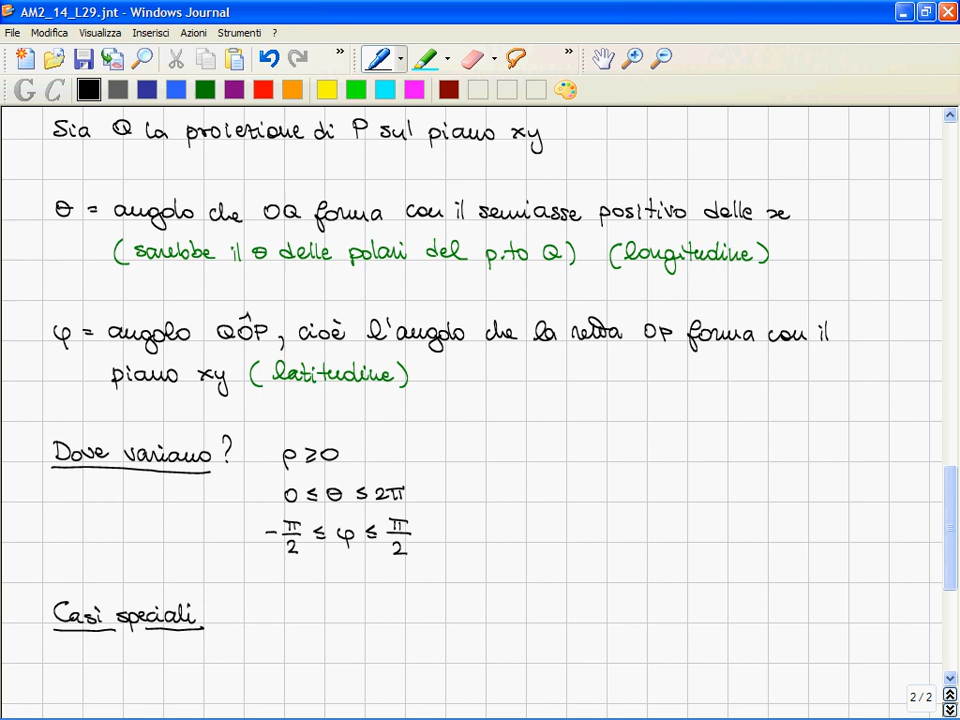 AM2_14_L29.jnt - Windows Journal
File Modifica Visualizza Inserisci Azioni Strumenti ?
Sia Q la proiezione di P sul piano xy
θ = angolo che OQ forma con il semiasse positivo delle x
(sarebbe il θ delle polari del p.to Q) (longitudine)
φ = angolo QÔP, cioè l'angolo che la retta OP forma con il
piano xy (latitudine)
Dove variano? ρ ≥ 0
0 ≤ θ ≤ 2π
-π/2 ≤ φ ≤ π/2
Casi speciali
2 / 2